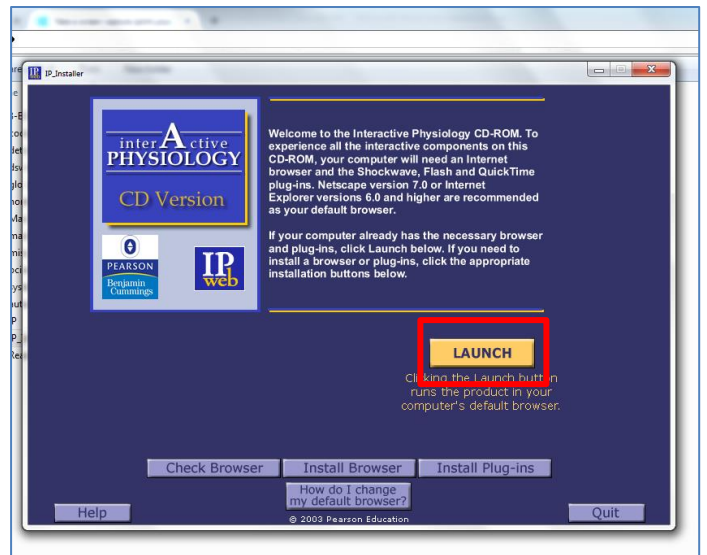 IP_Installer
inter Active
PHYSIOLOGY
CD Version
PEARSON
Benjamin
Cummings
IP
web
Welcome to the Interactive Physiology CD-ROM. To
experience all the interactive components on this
CD-ROM, your computer will need an Internet
browser and the Shockwave, Flash and QuickTime
plug-ins. Netscape version 7.0 or Internet
Explorer versions 6.0 and higher are recommended
as your default browser.
If your computer already has the necessary browser
and plug-ins, click Launch below. If you need to
install a browser or plug-ins, click the appropriate
installation buttons below.
LAUNCH
Clicking the Launch button
runs the product in your
computer's default browser.
Check Browser
Install Browser
Install Plug-ins
How do I change
my default browser?
Help
© 2003 Pearson Education
Quit